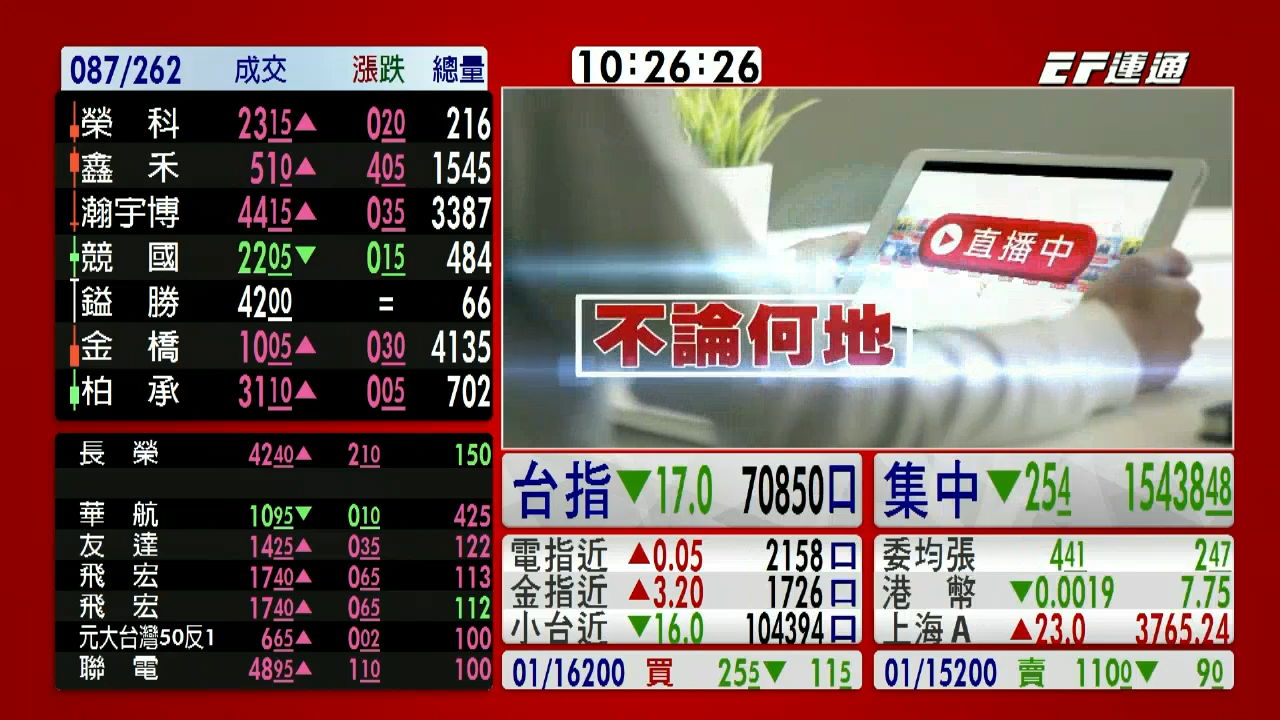 087/262 成交 漲跌 總量
榮科 2315▲ 020 216
鑫禾 510▲ 405 1545
瀚宇博 4415▲ 035 3387
競國 2205▼ 015 484
鎰勝 4200 = 66
金橋 1005▲ 030 4135
柏承 3110▲ 005 702
長榮 4240▲ 210 150
華航 1095▼ 010 425
友達 1425▲ 035 122
飛宏 1740▲ 065 113
飛宏 1740▲ 065 112
元大台灣50反1 665▲ 002 100
聯電 4895▲ 110 100
10:26:26
EF運通
直播中
不論何地
台指▼17.0 70850口
集中▼254 1543848
電指近 ▲0.05 2158口
金指近 ▲3.20 1726口
小台近 ▼16.0 104394口
委均張 441 247
港幣 ▼0.0019 7.75
上海A ▲23.0 3765.24
01/16200 買 255▼ 115
01/15200 賣 1100▼ 90